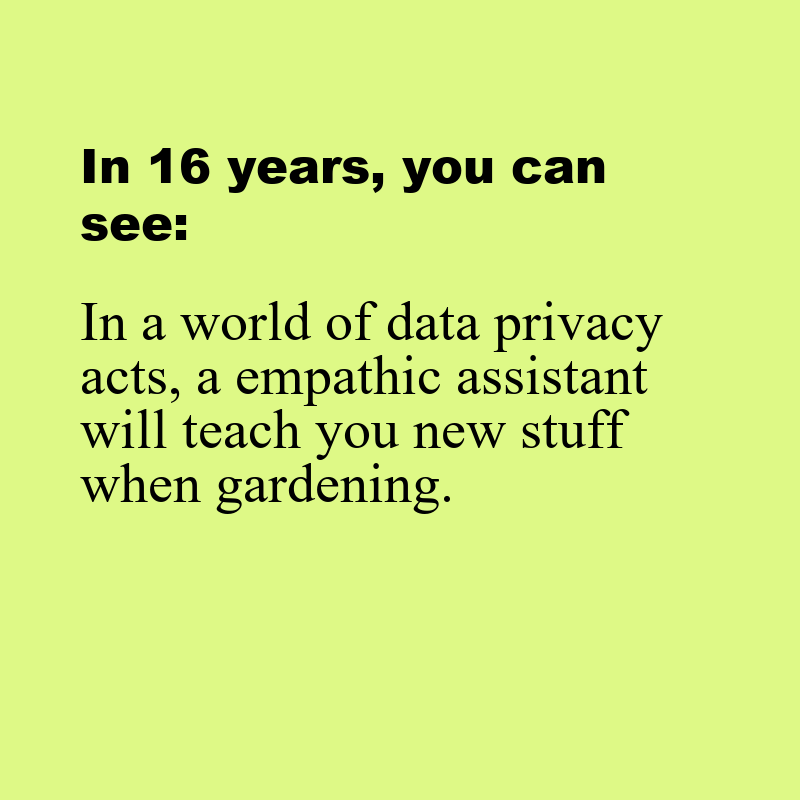 In 16 years, you can
see:
In a world of data privacy
acts, a empathic assistant
will teach you new stuff
when gardening.